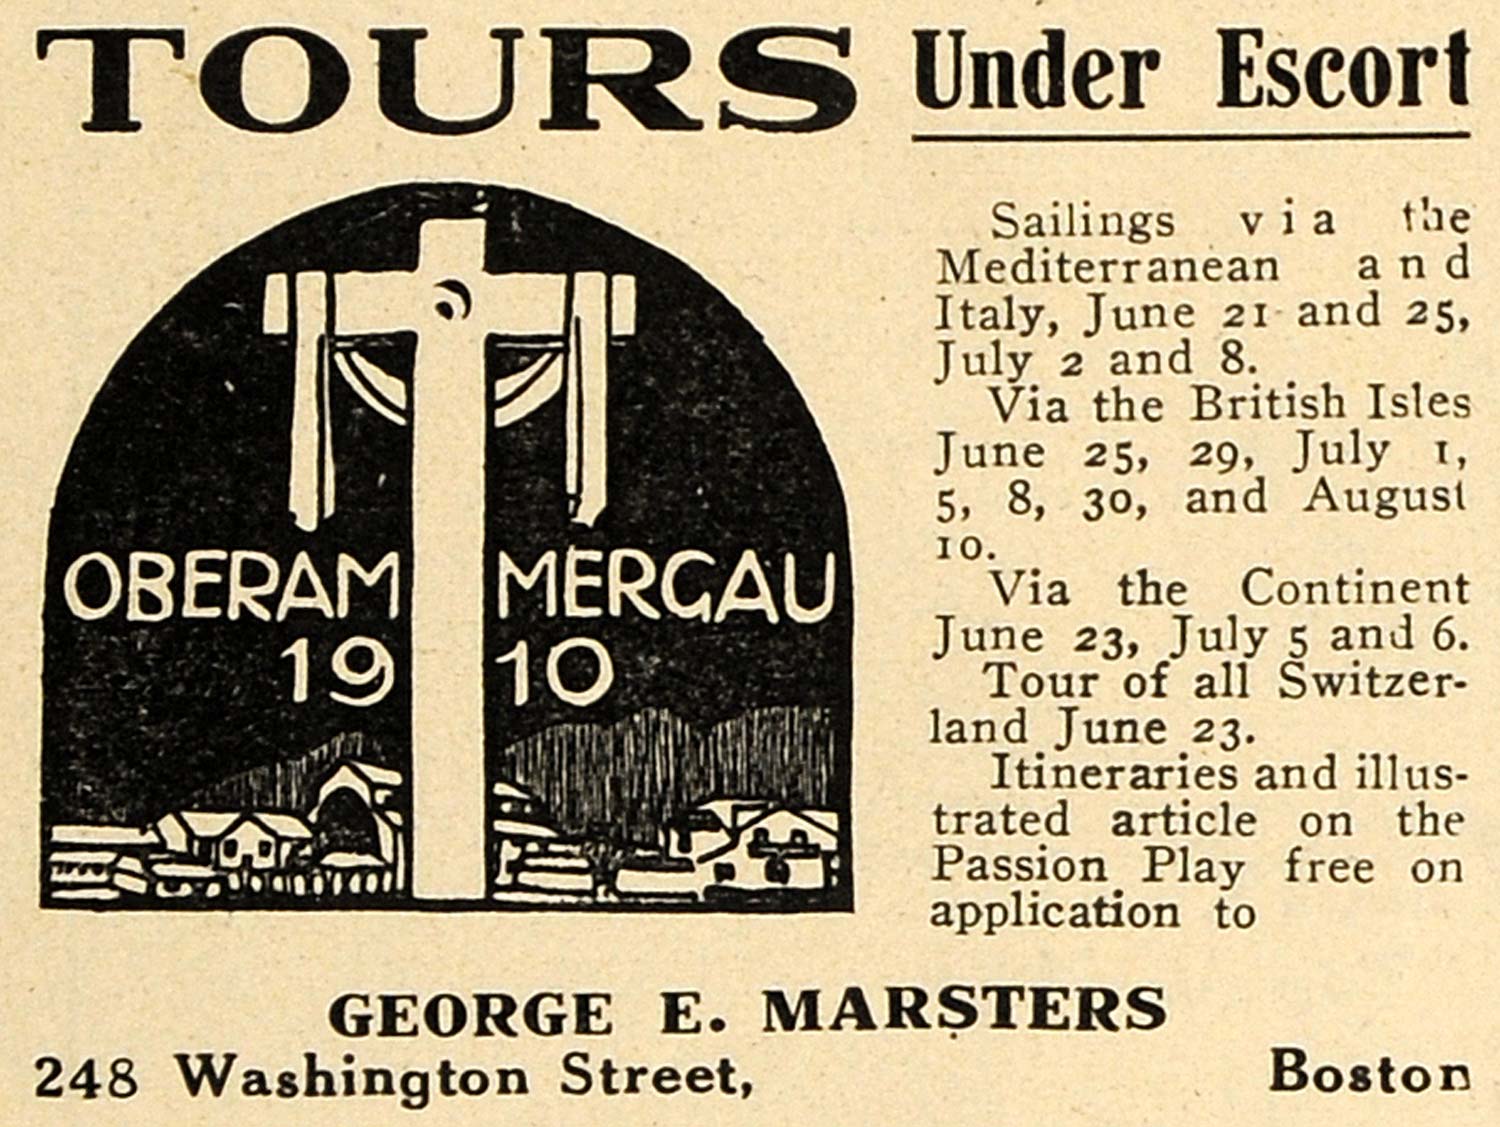 TOURS Under Escort
OBERAM MERGAU
19 10
Sailings via the
Mediterranean and
Italy, June 21 and 25,
July 2 and 8.
Via the British Isles
June 25, 29, July 1,
5, 8, 30, and August
10.
Via the Continent
June 23, July 5 and 6.
Tour of all Switzer-
land June 23.
Itineraries and illus-
trated article on the
Passion Play free on
application to
GEORGE E. MARSTERS
248 Washington Street, Boston